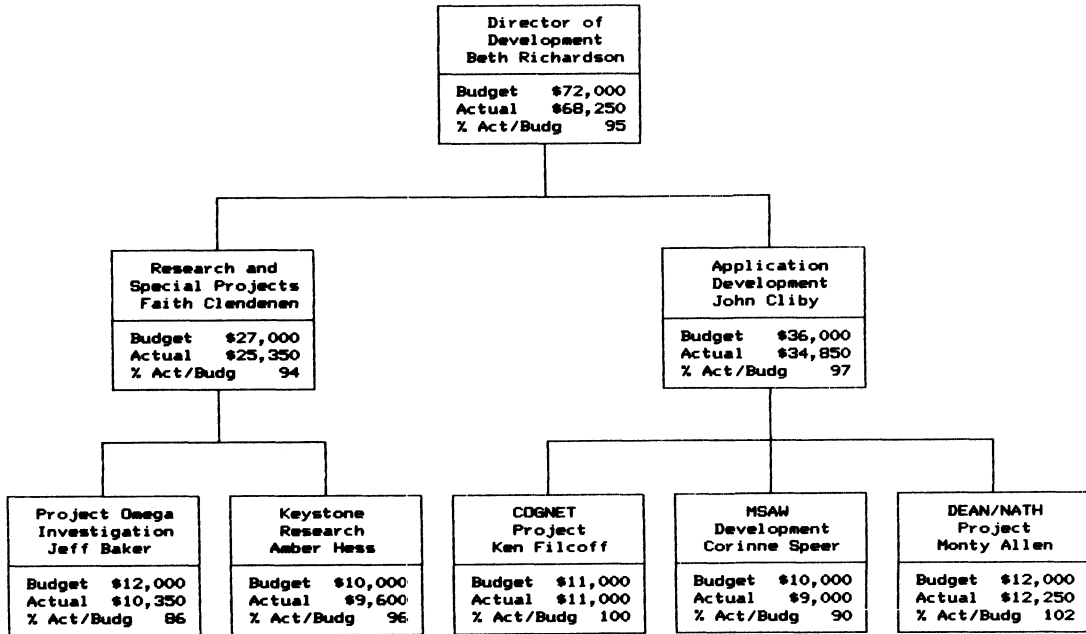 Director of
Development
Beth Richardson
Budget $72,000
Actual $68,250
% Act/Budg 95
Research and
Special Projects
Faith Clendenen
Budget $27,000
Actual $25,350
% Act/Budg 94
Application
Development
John Cliby
Budget $36,000
Actual $34,850
% Act/Budg 97
Project Omega
Investigation
Jeff Baker
Budget $12,000
Actual $10,350
% Act/Budg 86
Keystone
Research
Amber Hess
Budget $10,000
Actual $9,600
% Act/Budg 96
COGNET
Project
Ken Filcoff
Budget $11,000
Actual $11,000
% Act/Budg 100
MSAW
Development
Corinne Speer
Budget $10,000
Actual $9,000
% Act/Budg 90
DEAN/NATH
Project
Monty Allen
Budget $12,000
Actual $12,250
% Act/Budg 102